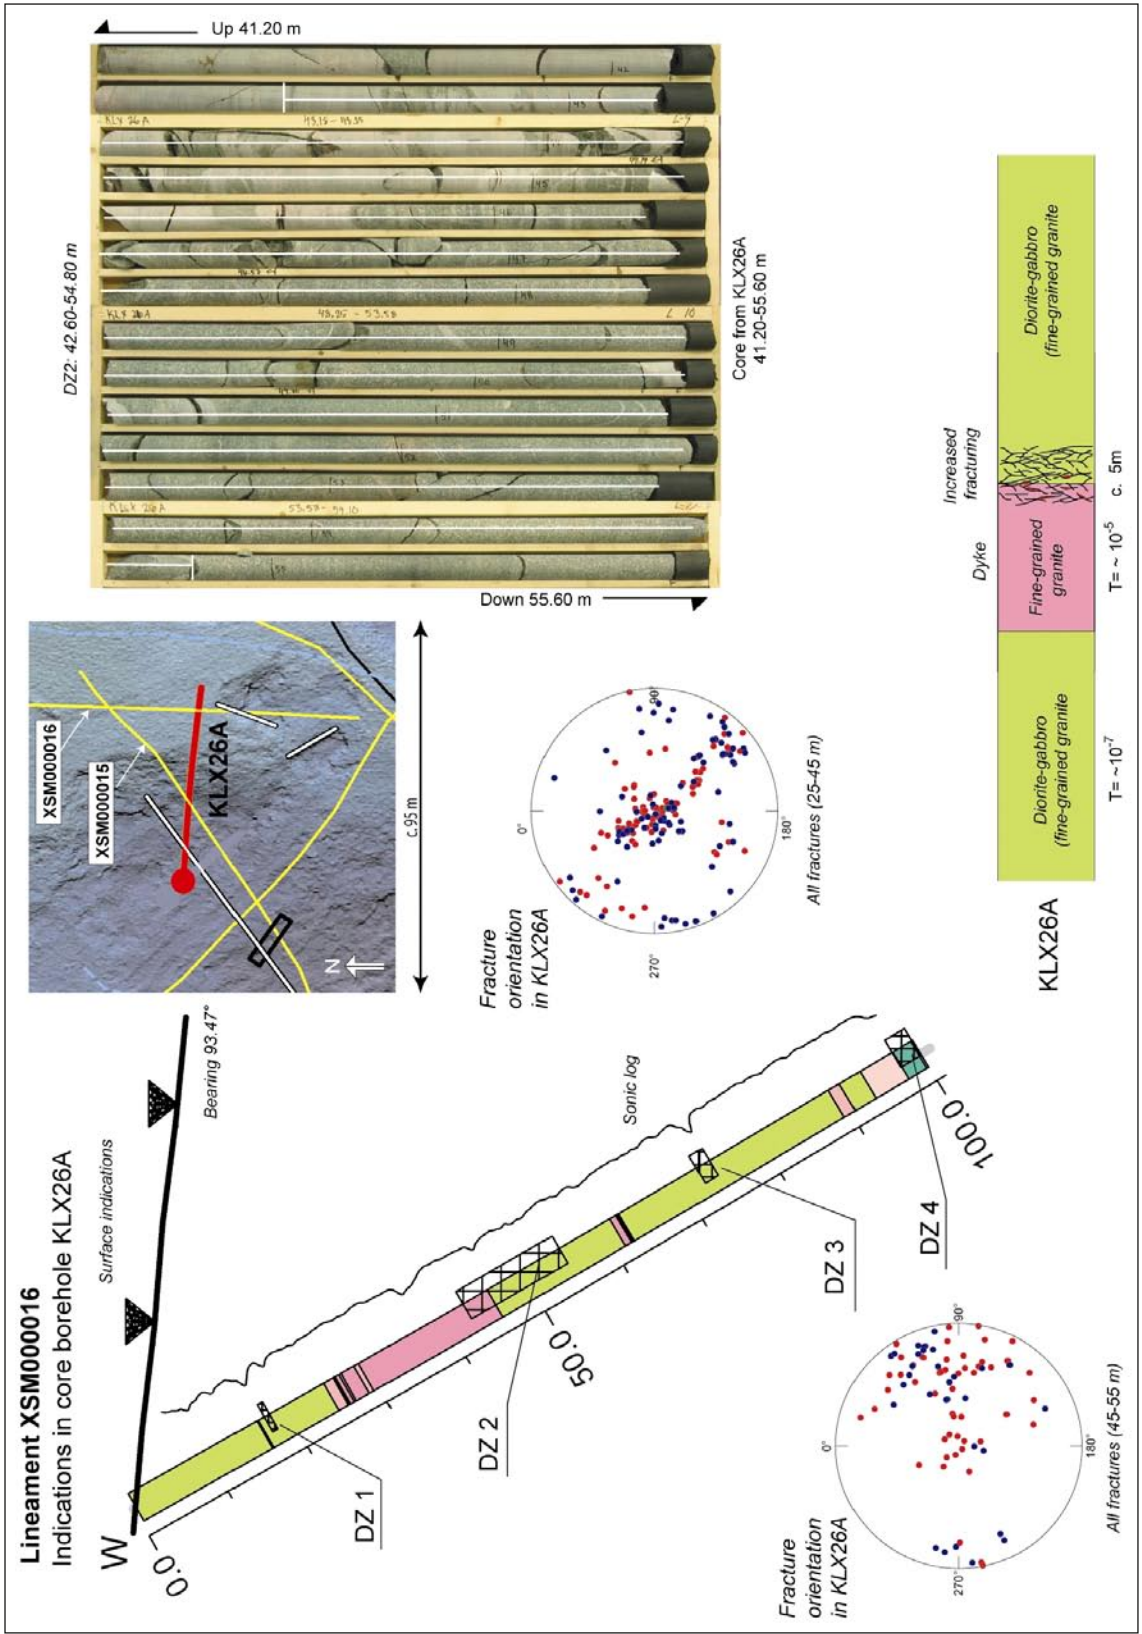 Lineament XSM000016
Indications in core borehole KLX26A
W
Surface indications
Bearing 93.47°
Sonic log
0.0
50.0
100.0
DZ 1
DZ 2
DZ 3
DZ 4
Fracture
orientation
in KLX26A
0°
90°
180°
270°
All fractures (45-55 m)
XSM000016
XSM000015
KLX26A
N
c.95 m
Fracture
orientation
in KLX26A
0°
90°
180°
270°
All fractures (25-45 m)
DZ2: 42.60-54.80 m
Up 41.20 m
Down 55.60 m
Core from KLX26A
41.20-55.60 m
KLX26A
Dyke
Increased
fracturing
Diorite-gabbro
(fine-grained granite
Fine-grained
granite
Diorite-gabbro
(fine-grained granite
T= ~10⁻⁷
T= ~ 10⁻⁵
c. 5m